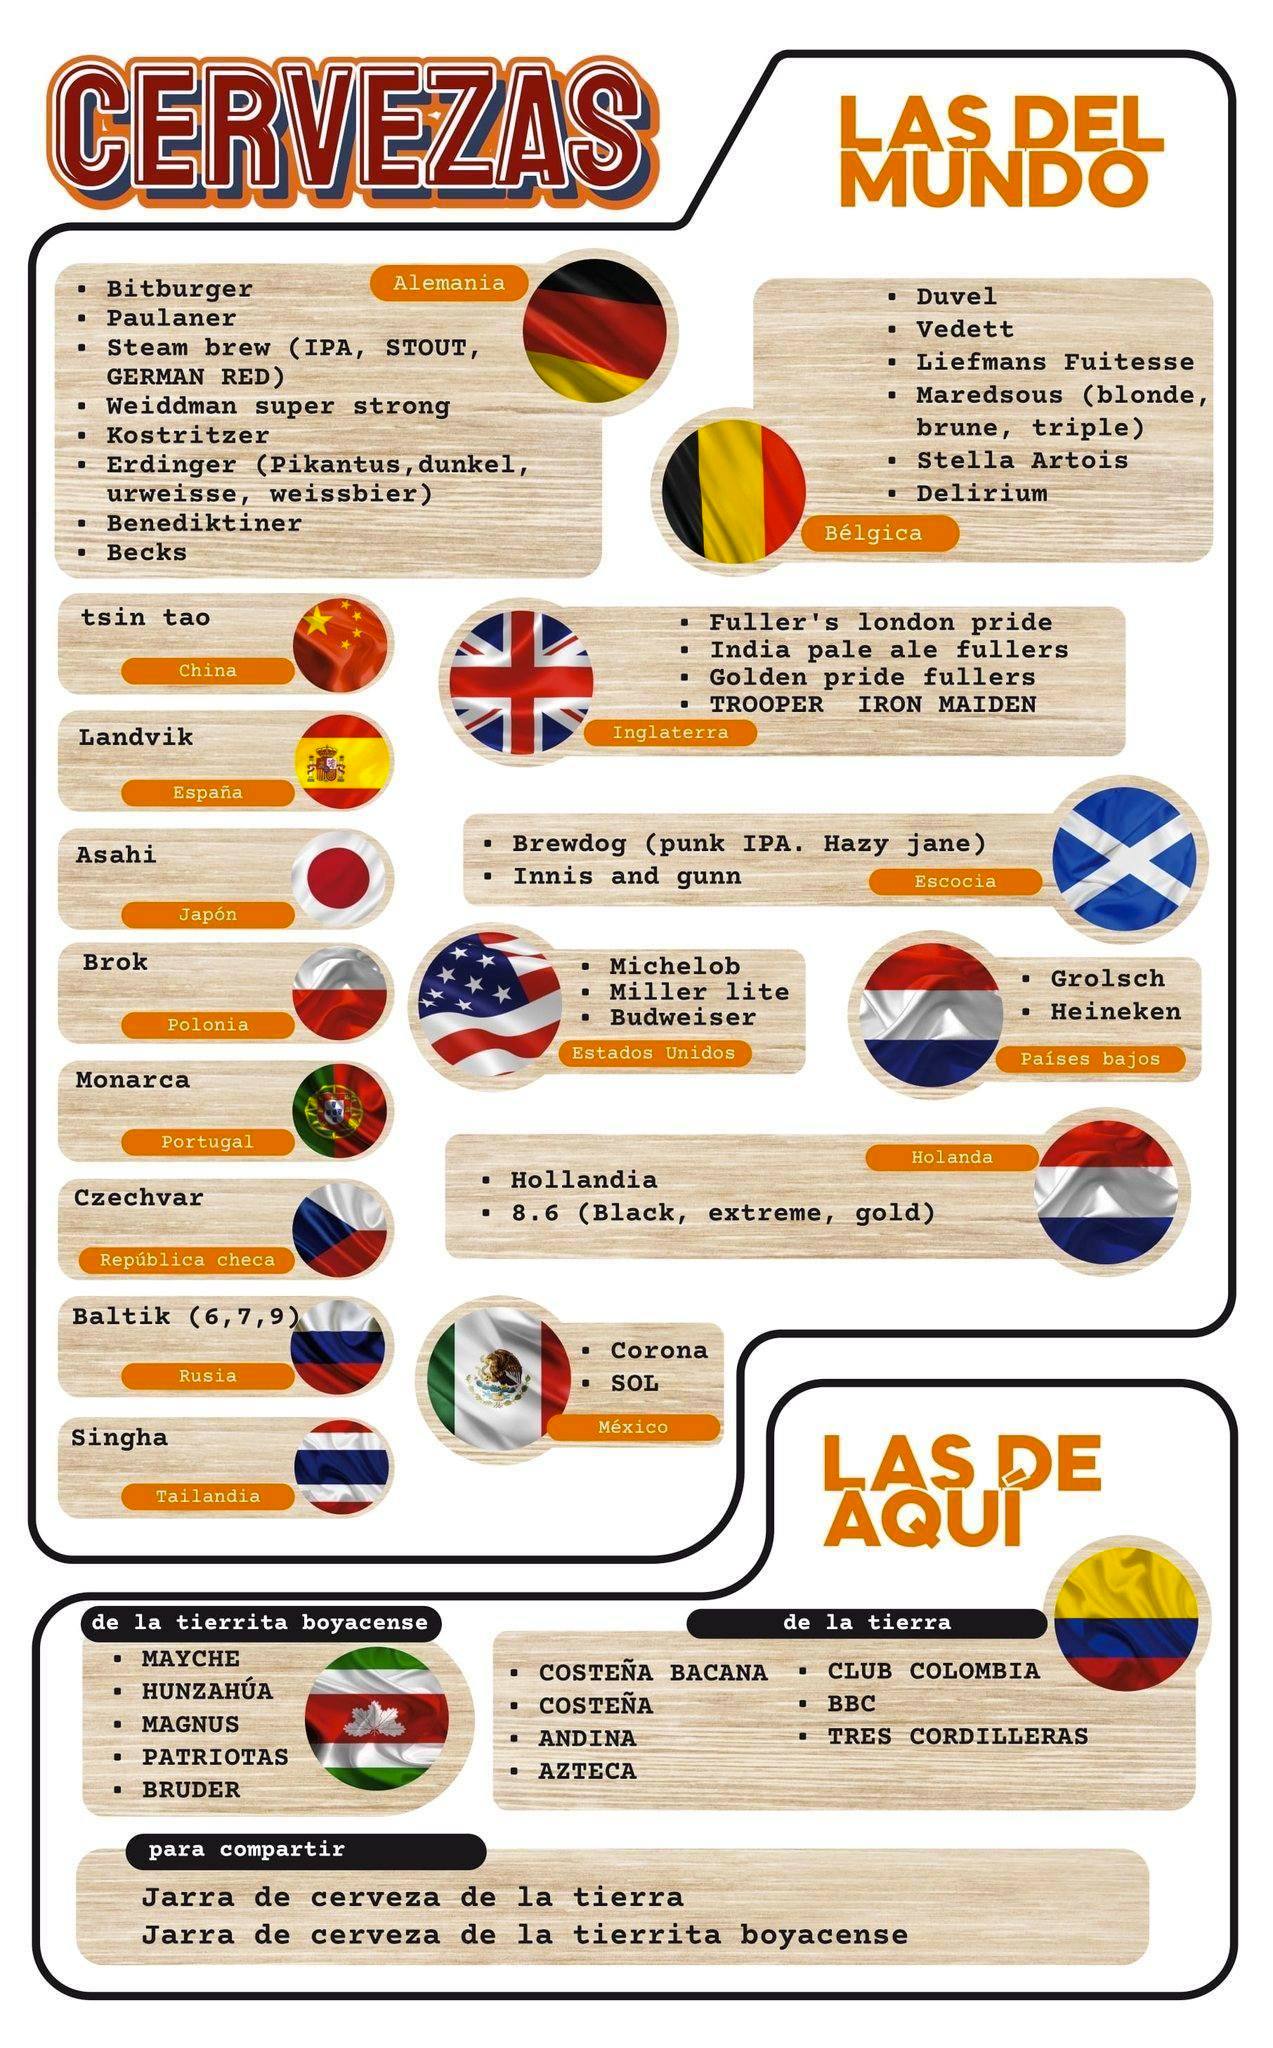 CERVEZAS
LAS DEL
MUNDO
Alemania
▪ Bitburger
▪ Paulaner
▪ Steam brew (IPA, STOUT,
GERMAN RED)
▪ Weiddman super strong
▪ Kostritzer
▪ Erdinger (Pikantus,dunkel,
urweisse, weissbier)
▪ Benediktiner
▪ Becks
▪ Duvel
▪ Vedett
▪ Liefmans Fuitesse
▪ Maredsous (blonde,
brune, triple)
▪ Stella Artois
▪ Delirium
Bélgica
tsin tao
China
Landvik
España
Asahi
Japón
Brok
Polonia
Monarca
Portugal
Czechvar
República checa
Baltik (6,7,9)
Rusia
Singha
Tailandia
▪ Fuller's london pride
▪ India pale ale fullers
▪ Golden pride fullers
▪ TROOPER IRON MAIDEN
Inglaterra
▪ Brewdog (punk IPA. Hazy jane)
▪ Innis and gunn
Escocia
▪ Michelob
▪ Miller lite
▪ Budweiser
Estados Unidos
▪ Grolsch
▪ Heineken
Países bajos
Holanda
▪ Hollandia
▪ 8.6 (Black, extreme, gold)
▪ Corona
▪ SOL
México
LAS DE
AQUÍ
de la tierrita boyacense
▪ MAYCHE
▪ HUNZAHÚA
▪ MAGNUS
▪ PATRIOTAS
▪ BRUDER
de la tierra
▪ COSTEÑA BACANA
▪ COSTEÑA
▪ ANDINA
▪ AZTECA
▪ CLUB COLOMBIA
▪ BBC
▪ TRES CORDILLERAS
para compartir
Jarra de cerveza de la tierra
Jarra de cerveza de la tierrita boyacense